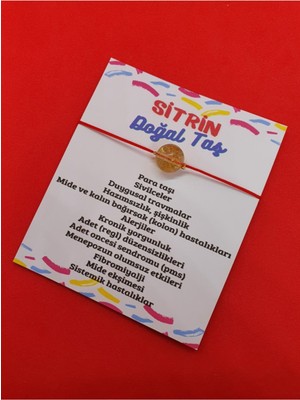 SİTRİN
Doğal Taş
Para taşı
Sivilceler
Duygusal travmalar
Hazımsızlık, şişkinlik
Mide ve kalın bağırsak (kolon) hastalıkları
Alerjiler
Kronik yorgunluk
Adet (regl) düzensizlikleri
Adet öncesi sendromu (pms)
Menepozun olumsuz etkileri
Fibromiyalji
Mide ekşimesi
Sistemik hastalıklar